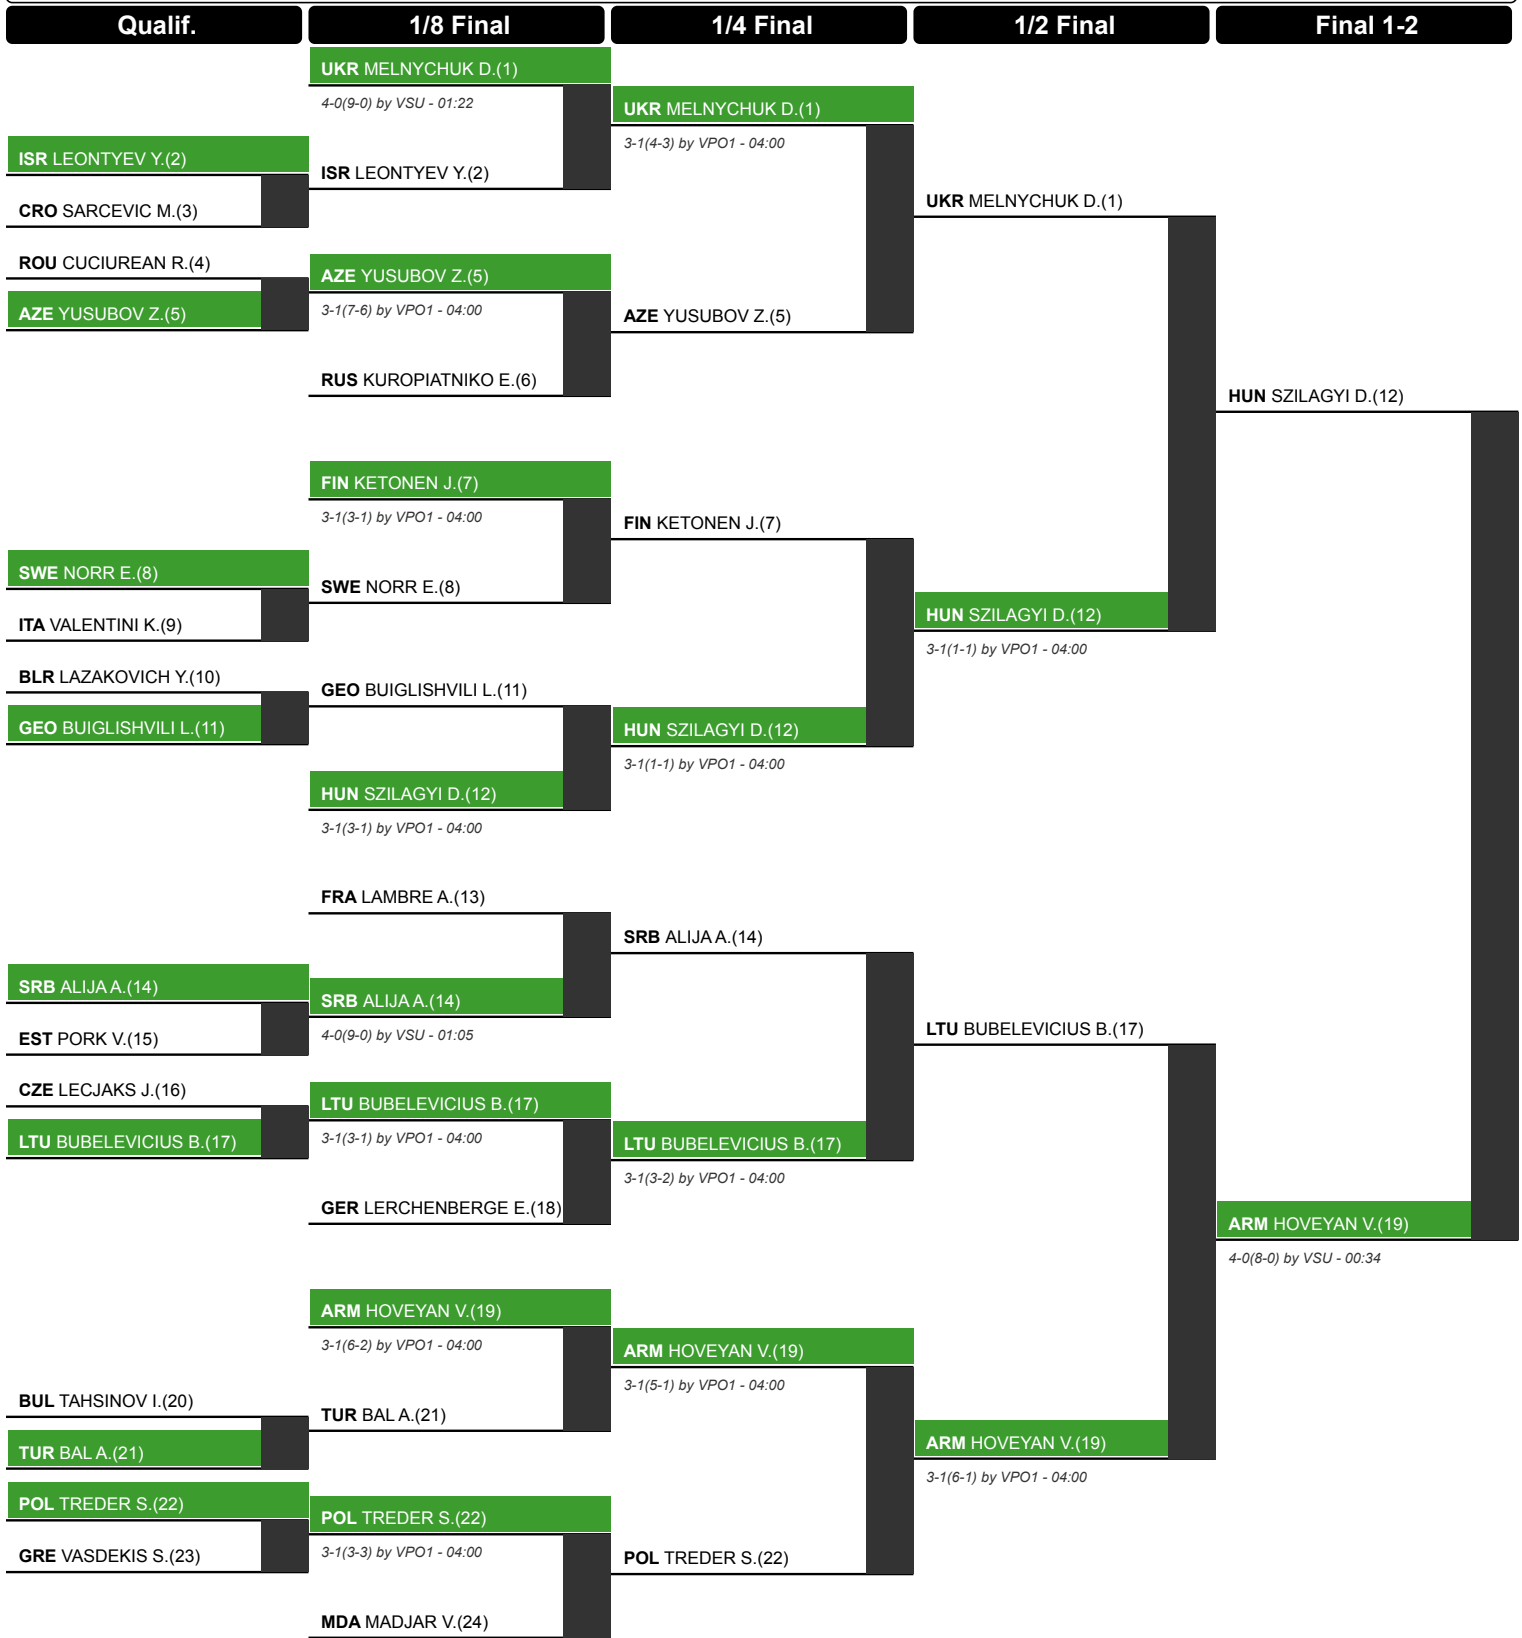 Qualif.
1/8 Final
1/4 Final
1/2 Final
Final 1-2
ISR LEONTYEV Y.(2)
CRO SARCEVIC M.(3)
ROU CUCIUREAN R.(4)
AZE YUSUBOV Z.(5)
SWE NORR E.(8)
ITA VALENTINI K.(9)
BLR LAZAKOVICH Y.(10)
GEO BUIGLISHVILI L.(11)
SRB ALIJA A.(14)
EST PORK V.(15)
CZE LECJAKS J.(16)
LTU BUBELEVICIUS B.(17)
BUL TAHSINOV I.(20)
TUR BAL A.(21)
POL TREDER S.(22)
GRE VASDEKIS S.(23)
UKR MELNYCHUK D.(1)
4-0(9-0) by VSU - 01:22
ISR LEONTYEV Y.(2)
AZE YUSUBOV Z.(5)
3-1(7-6) by VPO1 - 04:00
RUS KUROPIATNIKO E.(6)
FIN KETONEN J.(7)
3-1(3-1) by VPO1 - 04:00
SWE NORR E.(8)
GEO BUIGLISHVILI L.(11)
HUN SZILAGYI D.(12)
3-1(3-1) by VPO1 - 04:00
FRA LAMBRE A.(13)
SRB ALIJA A.(14)
4-0(9-0) by VSU - 01:05
LTU BUBELEVICIUS B.(17)
3-1(3-1) by VPO1 - 04:00
GER LERCHENBERGE E.(18)
ARM HOVEYAN V.(19)
3-1(6-2) by VPO1 - 04:00
TUR BAL A.(21)
POL TREDER S.(22)
3-1(3-3) by VPO1 - 04:00
MDA MADJAR V.(24)
UKR MELNYCHUK D.(1)
3-1(4-3) by VPO1 - 04:00
AZE YUSUBOV Z.(5)
FIN KETONEN J.(7)
HUN SZILAGYI D.(12)
3-1(1-1) by VPO1 - 04:00
SRB ALIJA A.(14)
LTU BUBELEVICIUS B.(17)
3-1(3-2) by VPO1 - 04:00
ARM HOVEYAN V.(19)
3-1(5-1) by VPO1 - 04:00
POL TREDER S.(22)
UKR MELNYCHUK D.(1)
HUN SZILAGYI D.(12)
3-1(1-1) by VPO1 - 04:00
LTU BUBELEVICIUS B.(17)
ARM HOVEYAN V.(19)
3-1(6-1) by VPO1 - 04:00
HUN SZILAGYI D.(12)
ARM HOVEYAN V.(19)
4-0(8-0) by VSU - 00:34